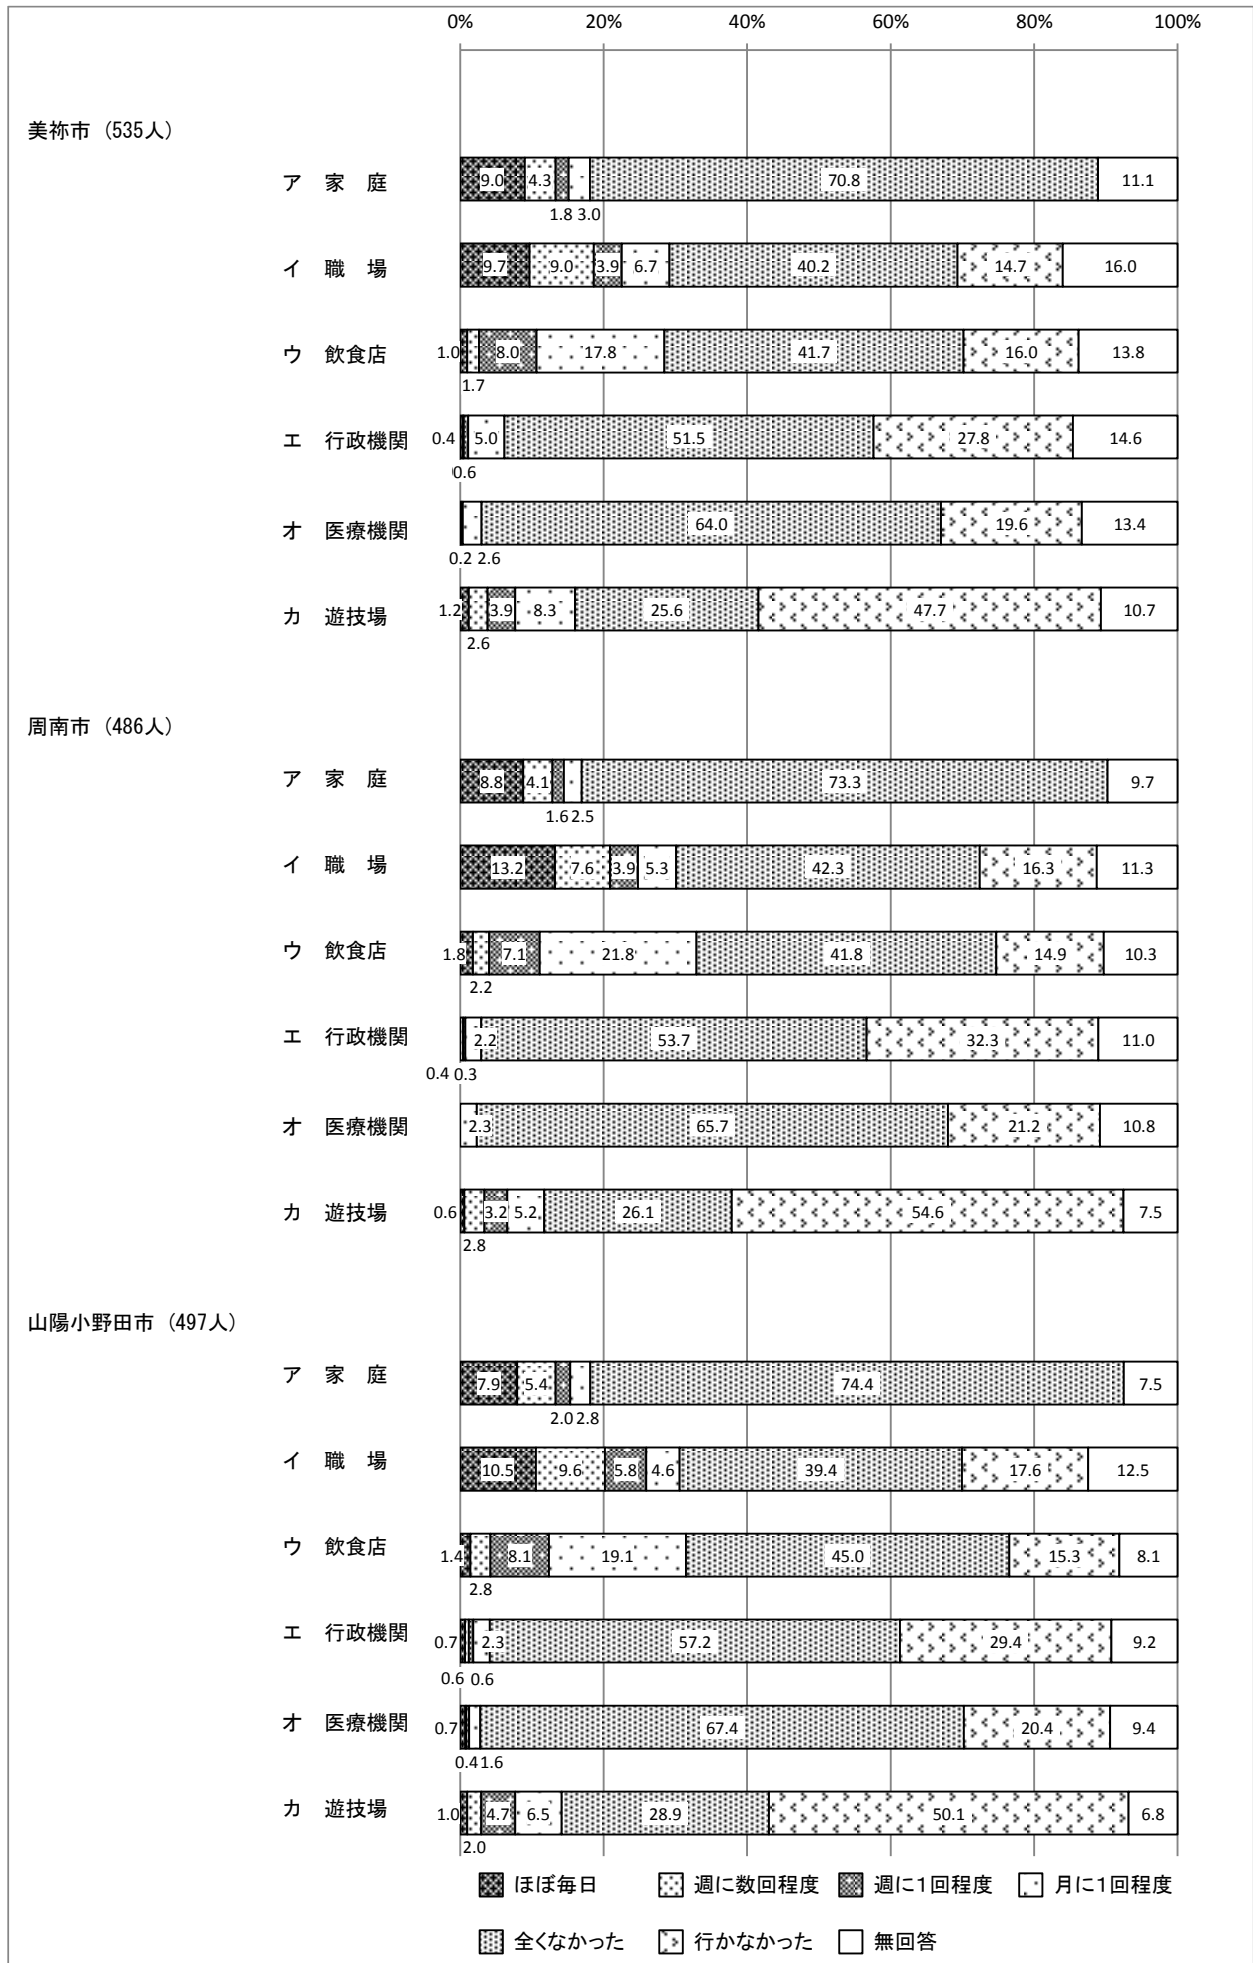 0% 20% 40% 60% 80% 100%
美祢市（535人）
ア　家　庭 9.0 4.3 70.8 11.1
1.8 3.0
イ　職　場 9.7 9.0 3.9 6.7 40.2 14.7 16.0
ウ　飲食店 1.0 8.0 17.8 41.7 16.0 13.8
1.7
エ　行政機関 0.4 5.0 51.5 27.8 14.6
0.6
オ　医療機関 64.0 19.6 13.4
0.2 2.6
カ　遊技場 1.2 3.9 8.3 25.6 47.7 10.7
2.6
周南市（486人）
ア　家　庭 8.8 4.1 73.3 9.7
1.6 2.5
イ　職　場 13.2 7.6 3.9 5.3 42.3 16.3 11.3
ウ　飲食店 1.8 7.1 21.8 41.8 14.9 10.3
2.2
エ　行政機関 2.2 53.7 32.3 11.0
0.4 0.3
オ　医療機関 2.3 65.7 21.2 10.8
カ　遊技場 0.6 3.2 5.2 26.1 54.6 7.5
2.8
山陽小野田市（497人）
ア　家　庭 7.9 5.4 74.4 7.5
2.0 2.8
イ　職　場 10.5 9.6 5.8 4.6 39.4 17.6 12.5
ウ　飲食店 1.4 8.1 19.1 45.0 15.3 8.1
2.8
エ　行政機関 0.7 2.3 57.2 29.4 9.2
0.6 0.6
オ　医療機関 0.7 67.4 20.4 9.4
0.4 1.6
カ　遊技場 1.0 4.7 6.5 28.9 50.1 6.8
2.0
ほぼ毎日 週に数回程度 週に1回程度 月に1回程度
全くなかった 行かなかった 無回答